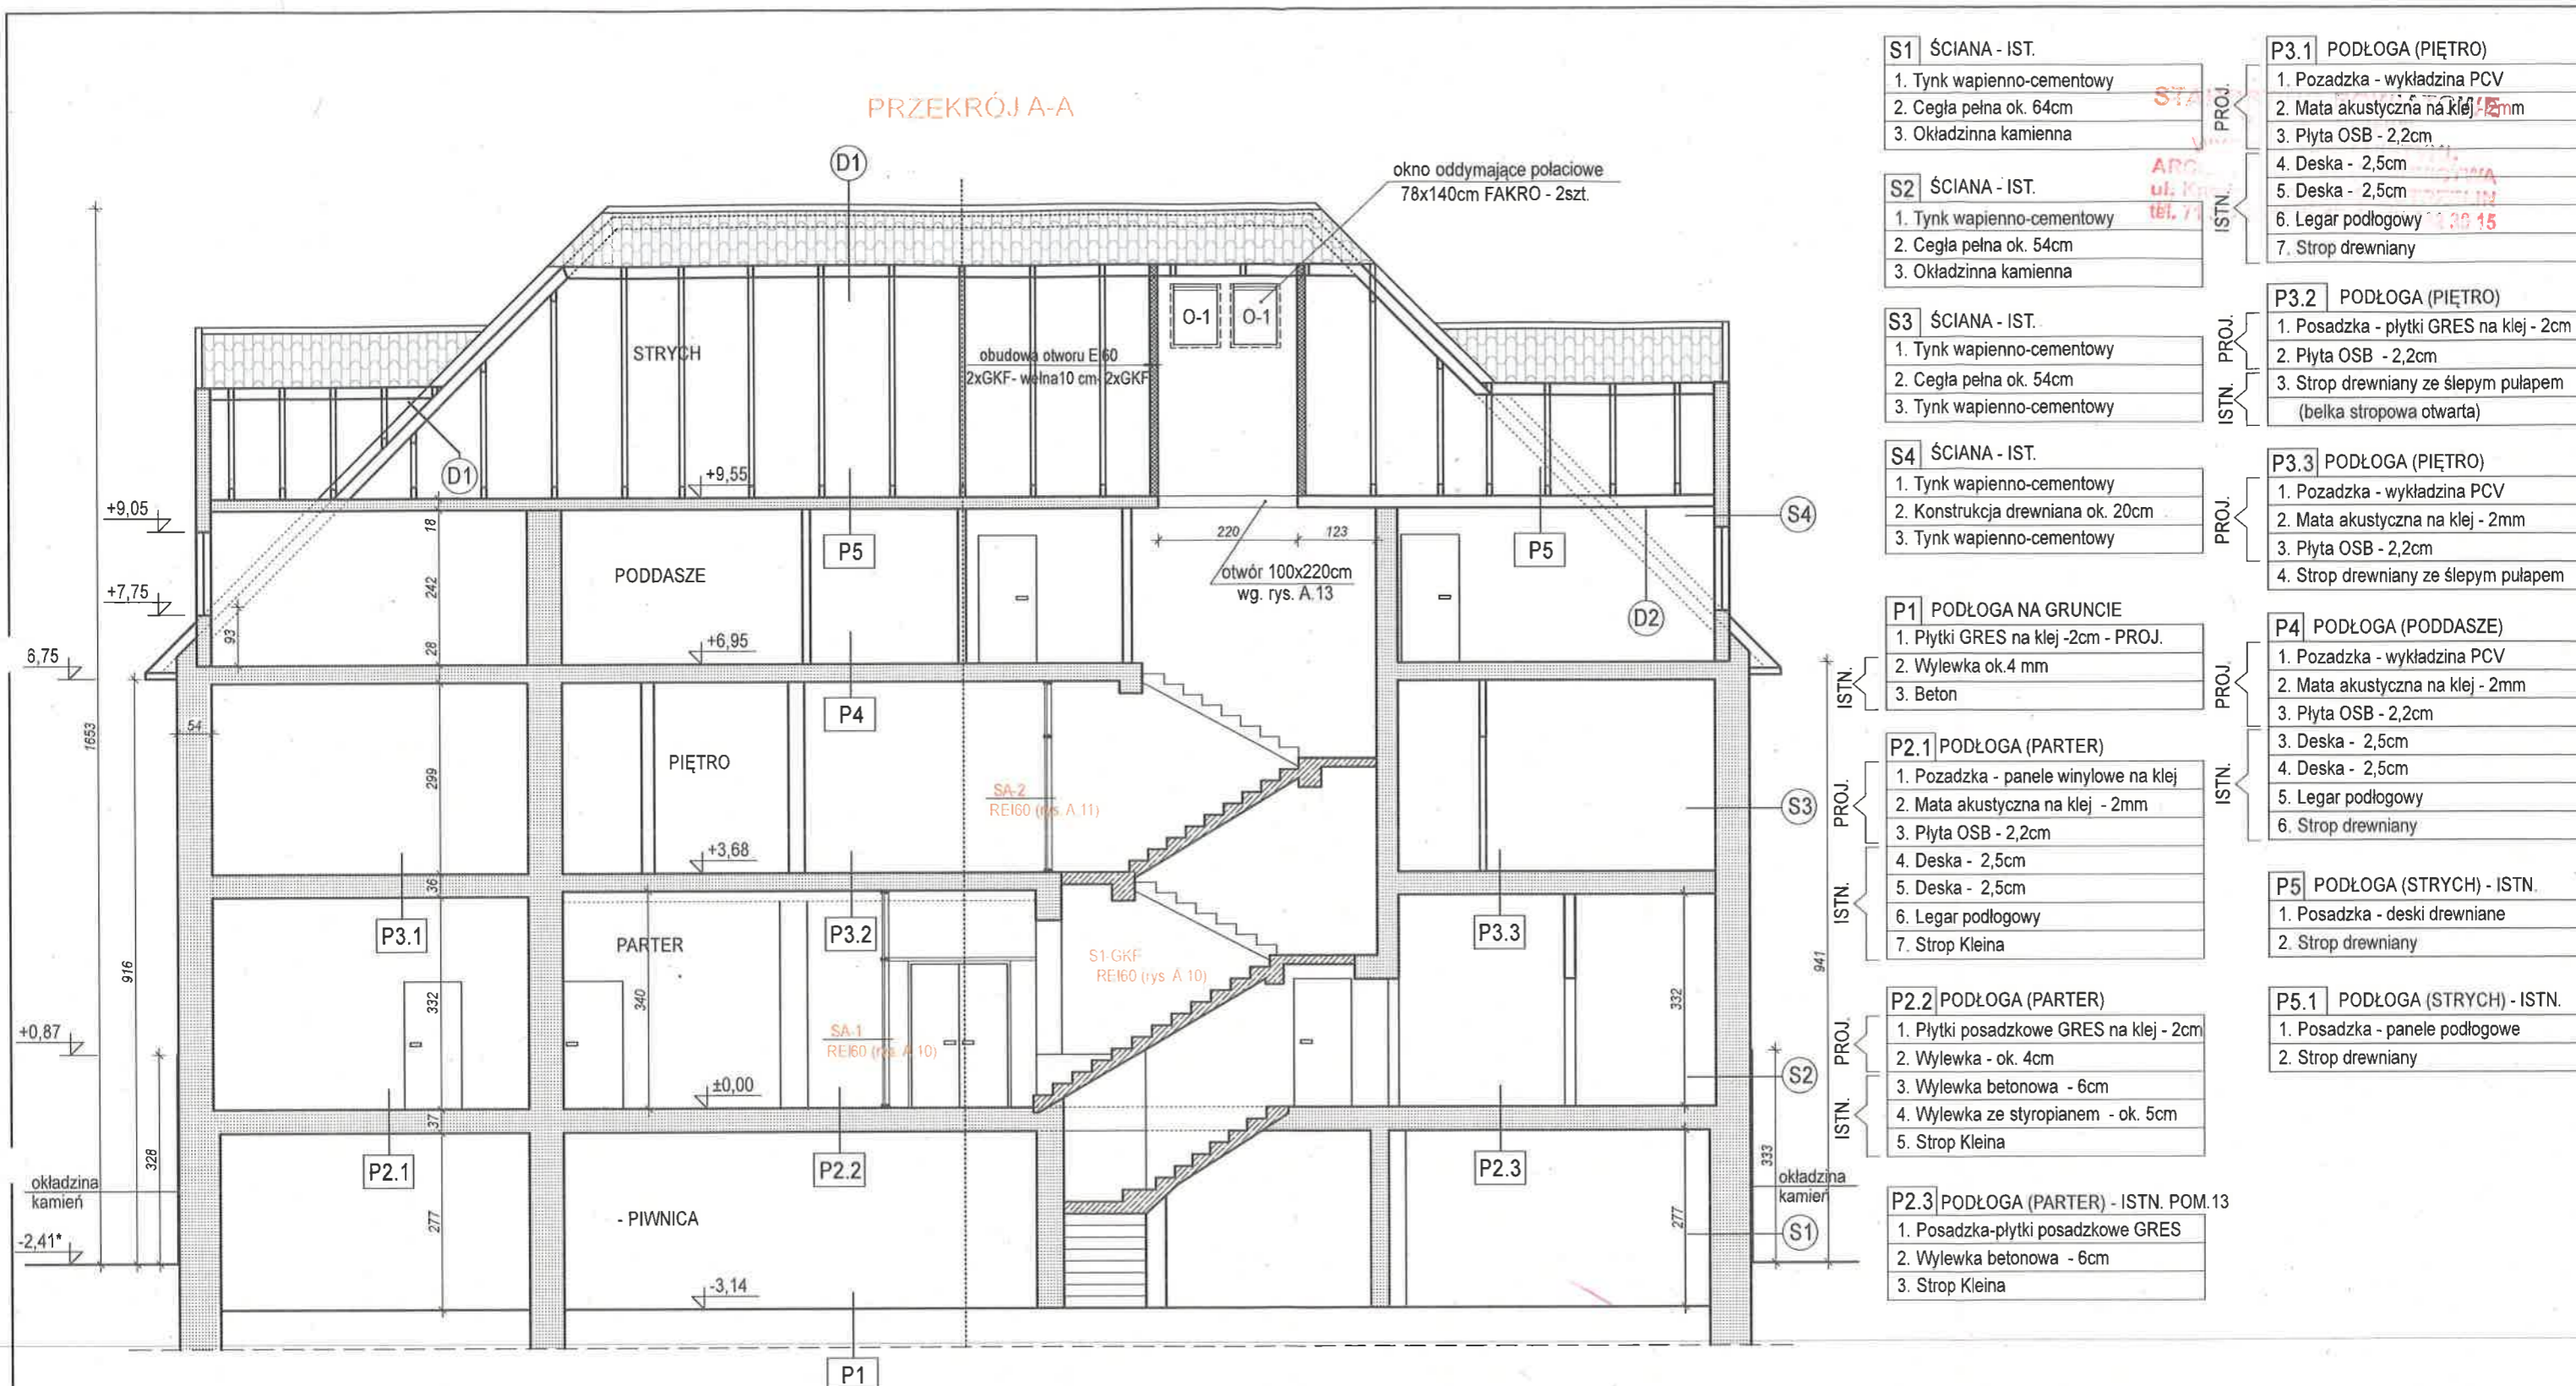 PRZEKRÓJ A-A
D1
okno oddymające połaciowe
78x140cm FAKRO - 2szt.
O-1
O-1
STRYCH
obudowa otworu EI60
2xGKF- wełna10 cm- 2xGKF
D1
+9,55
+9,05
18
S4
P5
220
123
P5
PODDASZE
otwór 100x220cm
wg. rys. A.13
242
+7,75
D2
93
28
+6,95
6,75
1653
54
P4
PIĘTRO
299
SA-2
REI60 (rys. A.11)
S3
+3,68
36
P3.1
P3.2
P3.3
PARTER
916
941
332
340
332
S1-GKF
REI60 (rys A.10)
+0,87
SA-1
REI60 (rys. A.10)
±0,00
S2
37
328
333
P2.1
P2.2
P2.3
okładzina
kamień
okładzina
kamień
277
277
- PIWNICA
S1
-2,41*
-3,14
P1
S1 ŚCIANA - IST.
1. Tynk wapienno-cementowy
2. Cegła pełna ok. 64cm
3. Okładzinna kamienna
S2 ŚCIANA - IST.
1. Tynk wapienno-cementowy
2. Cegła pełna ok. 54cm
3. Okładzinna kamienna
S3 ŚCIANA - IST.
1. Tynk wapienno-cementowy
2. Cegła pełna ok. 54cm
3. Tynk wapienno-cementowy
S4 ŚCIANA - IST.
1. Tynk wapienno-cementowy
2. Konstrukcja drewniana ok. 20cm
3. Tynk wapienno-cementowy
P1 PODŁOGA NA GRUNCIE
1. Płytki GRES na klej -2cm - PROJ.
ISTN.
2. Wylewka ok.4 mm
3. Beton
P2.1 PODŁOGA (PARTER)
PROJ.
1. Pozadzka - panele winylowe na klej
2. Mata akustyczna na klej - 2mm
3. Płyta OSB - 2,2cm
ISTN.
4. Deska - 2,5cm
5. Deska - 2,5cm
6. Legar podłogowy
7. Strop Kleina
P2.2 PODŁOGA (PARTER)
PROJ.
1. Płytki posadzkowe GRES na klej - 2cm
2. Wylewka - ok. 4cm
ISTN.
3. Wylewka betonowa - 6cm
4. Wylewka ze styropianem - ok. 5cm
5. Strop Kleina
P2.3 PODŁOGA (PARTER) - ISTN. POM.13
1. Posadzka-płytki posadzkowe GRES
2. Wylewka betonowa - 6cm
3. Strop Kleina
P3.1 PODŁOGA (PIĘTRO)
PROJ.
1. Pozadzka - wykładzina PCV
2. Mata akustyczna na klej - 2mm
3. Płyta OSB - 2,2cm
ISTN.
4. Deska - 2,5cm
5. Deska - 2,5cm
6. Legar podłogowy
7. Strop drewniany
P3.2 PODŁOGA (PIĘTRO)
PROJ.
1. Posadzka - płytki GRES na klej - 2cm
2. Płyta OSB - 2,2cm
ISTN.
3. Strop drewniany ze ślepym pułapem
(belka stropowa otwarta)
P3.3 PODŁOGA (PIĘTRO)
PROJ.
1. Pozadzka - wykładzina PCV
2. Mata akustyczna na klej - 2mm
3. Płyta OSB - 2,2cm
4. Strop drewniany ze ślepym pułapem
P4 PODŁOGA (PODDASZE)
PROJ.
1. Pozadzka - wykładzina PCV
2. Mata akustyczna na klej - 2mm
3. Płyta OSB - 2,2cm
ISTN.
3. Deska - 2,5cm
4. Deska - 2,5cm
5. Legar podłogowy
6. Strop drewniany
P5 PODŁOGA (STRYCH) - ISTN.
1. Posadzka - deski drewniane
2. Strop drewniany
P5.1 PODŁOGA (STRYCH) - ISTN.
1. Posadzka - panele podłogowe
2. Strop drewniany